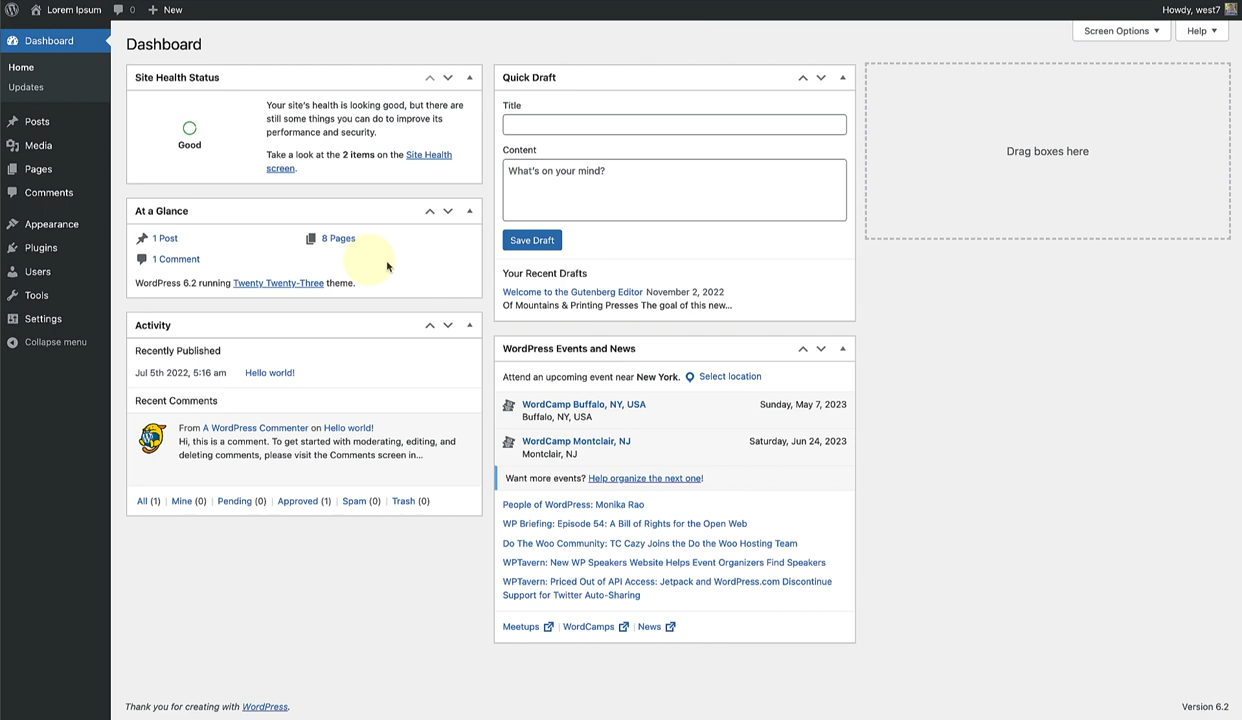 Lorem Ipsum 0 New
Howdy, west7
Dashboard
Home
Updates
Posts
Media
Pages
Comments
Appearance
Plugins
Users
Tools
Settings
Collapse menu
Screen Options
Help
Dashboard
Site Health Status
Good
Your site's health is looking good, but there are
still some things you can do to improve its
performance and security.
Take a look at the 2 items on the Site Health
screen.
At a Glance
1 Post
8 Pages
1 Comment
WordPress 6.2 running Twenty Twenty-Three theme.
Activity
Recently Published
Jul 5th 2022, 5:16 am Hello world!
Recent Comments
From A WordPress Commenter on Hello world!
Hi, this is a comment. To get started with moderating, editing, and
deleting comments, please visit the Comments screen in...
All (1) | Mine (0) | Pending (0) | Approved (1) | Spam (0) | Trash (0)
Quick Draft
Title
Content
What's on your mind?
Save Draft
Your Recent Drafts
Welcome to the Gutenberg Editor November 2, 2022
Of Mountains & Printing Presses The goal of this new...
WordPress Events and News
Attend an upcoming event near New York. Select location
WordCamp Buffalo, NY, USA Sunday, May 7, 2023
Buffalo, NY, USA
WordCamp Montclair, NJ Saturday, Jun 24, 2023
Montclair, NJ
Want more events? Help organize the next one!
People of WordPress: Monika Rao
WP Briefing: Episode 54: A Bill of Rights for the Open Web
Do The Woo Community: TC Cazy Joins the Do the Woo Hosting Team
WPTavern: New WP Speakers Website Helps Event Organizers Find Speakers
WPTavern: Priced Out of API Access: Jetpack and WordPress.com Discontinue
Support for Twitter Auto-Sharing
Meetups | WordCamps | News
Drag boxes here
Thank you for creating with WordPress.
Version 6.2